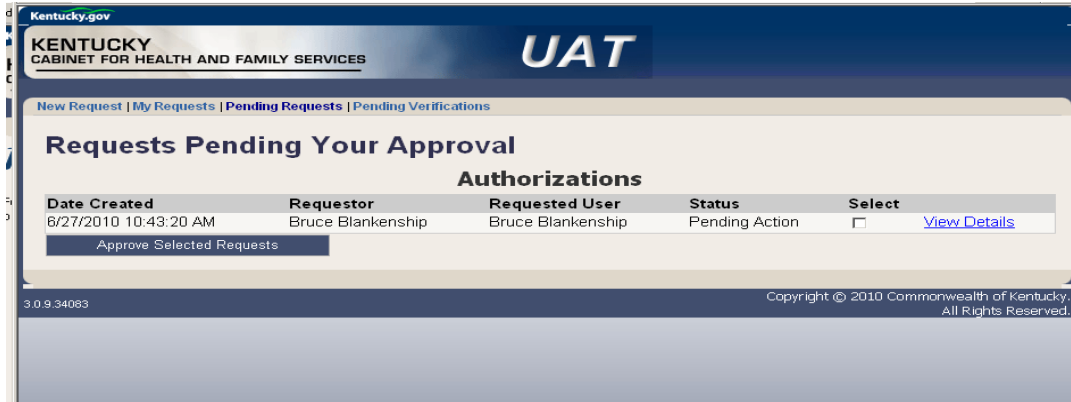 Kentucky.gov
KENTUCKY
CABINET FOR HEALTH AND FAMILY SERVICES
UAT
New Request | My Requests | Pending Requests | Pending Verifications
Requests Pending Your Approval
Authorizations
Date Created Requestor Requested User Status Select
6/27/2010 10:43:20 AM Bruce Blankenship Bruce Blankenship Pending Action View Details
Approve Selected Requests
3.0.9.34083
Copyright © 2010 Commonwealth of Kentucky.
All Rights Reserved.